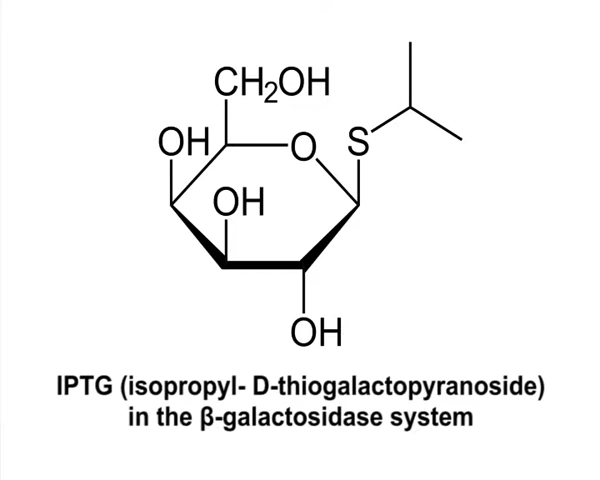 CH2OH
OH
O
S
OH
OH
IPTG (isopropyl- D-thiogalactopyranoside)
in the β-galactosidase system